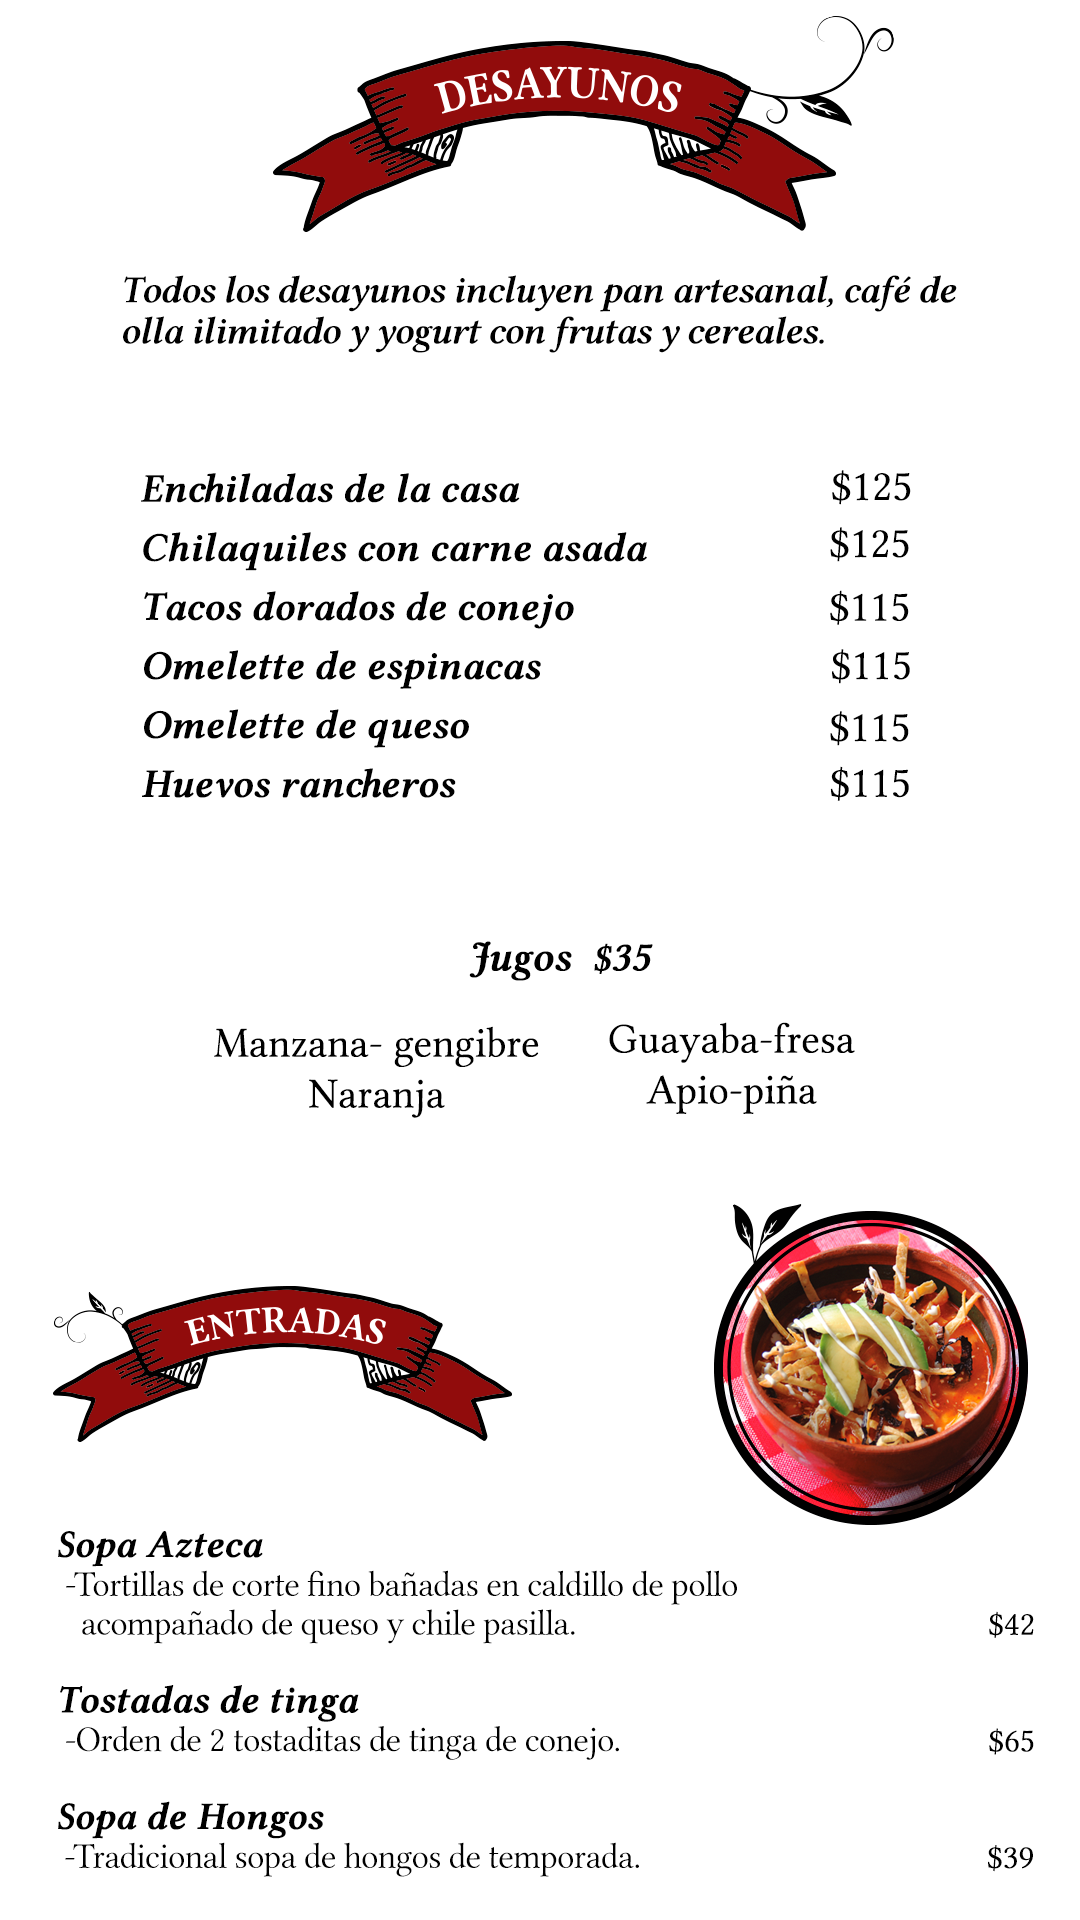 DESAYUNOS
Todos los desayunos incluyen pan artesanal, café de
olla ilimitado y yogurt con frutas y cereales.
Enchiladas de la casa $125
Chilaquiles con carne asada $125
Tacos dorados de conejo $115
Omelette de espinacas $115
Omelette de queso $115
Huevos rancheros $115
Jugos $35
Manzana- gengibre Guayaba-fresa
Naranja Apio-piña
ENTRADAS
Sopa Azteca
-Tortillas de corte fino bañadas en caldillo de pollo
acompañado de queso y chile pasilla. $42
Tostadas de tinga
-Orden de 2 tostaditas de tinga de conejo. $65
Sopa de Hongos
-Tradicional sopa de hongos de temporada. $39